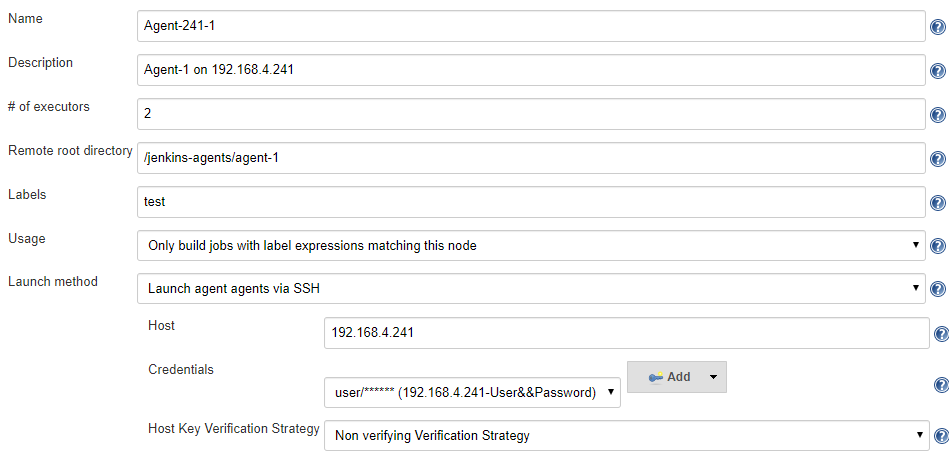 Name
Agent-241-1
Description
Agent-1 on 192.168.4.241
# of executors
2
Remote root directory
/jenkins-agents/agent-1
Labels
test
Usage
Only build jobs with label expressions matching this node
Launch method
Launch agent agents via SSH
Host
192.168.4.241
Credentials
user/****** (192.168.4.241-User&&Password)
Add
Host Key Verification Strategy
Non verifying Verification Strategy